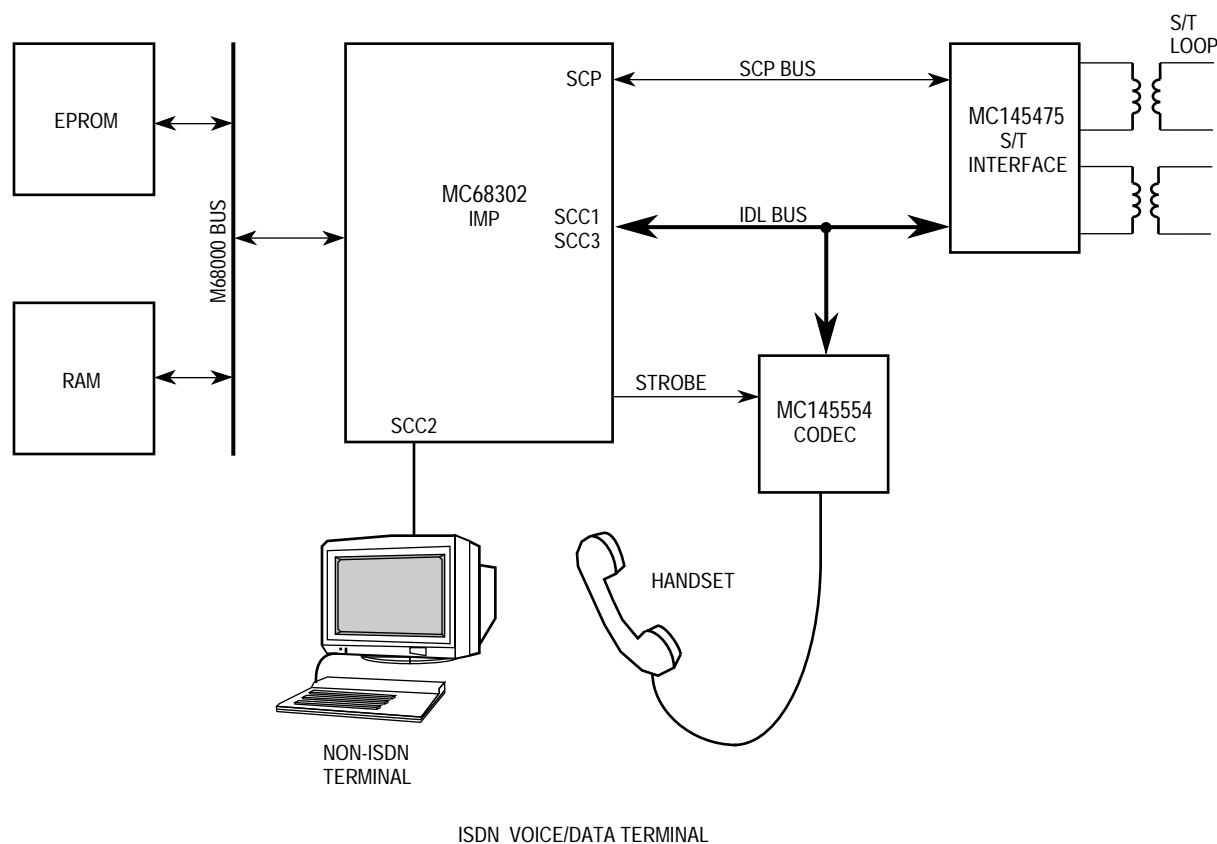 S/T
LOOP
SCP
SCP BUS
EPROM
MC145475
S/T
INTERFACE
MC68302
IMP
SCC1
SCC3
IDL BUS
M68000 BUS
RAM
STROBE
MC145554
CODEC
SCC2
HANDSET
NON-ISDN
TERMINAL
ISDN VOICE/DATA TERMINAL